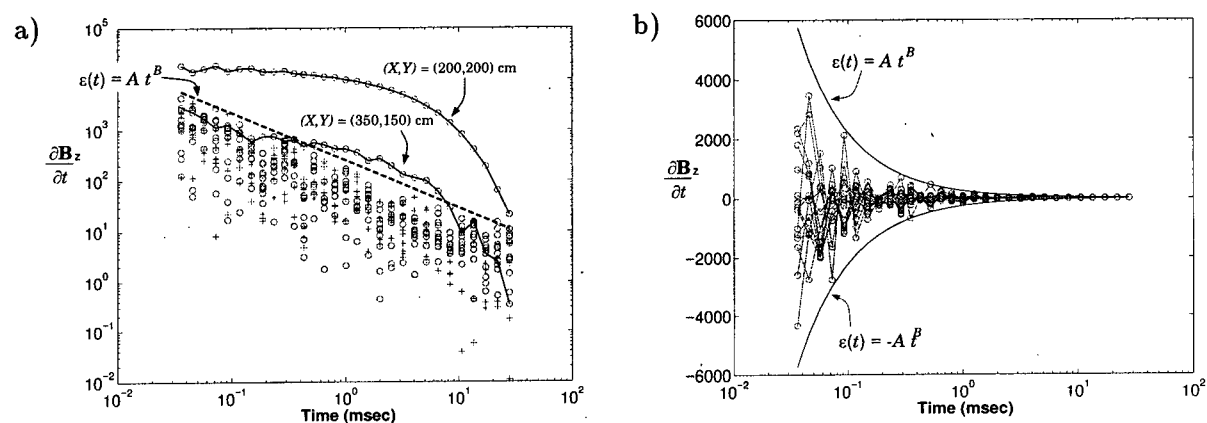 a)
10^5
10^4
10^3
10^2
10^1
10^0
10^-1
10^-2
∂B_z
∂t
ε(t) = A t^B
(X,Y) = (200,200) cm
(X,Y) = (350,150) cm
10^-2
10^-1
10^0
10^1
10^2
Time (msec)
b)
6000
4000
2000
0
-2000
-4000
-6000
∂B_z
∂t
ε(t) = A t^B
ε(t) = -A t^B
10^-2
10^-1
10^0
10^1
10^2
Time (msec)